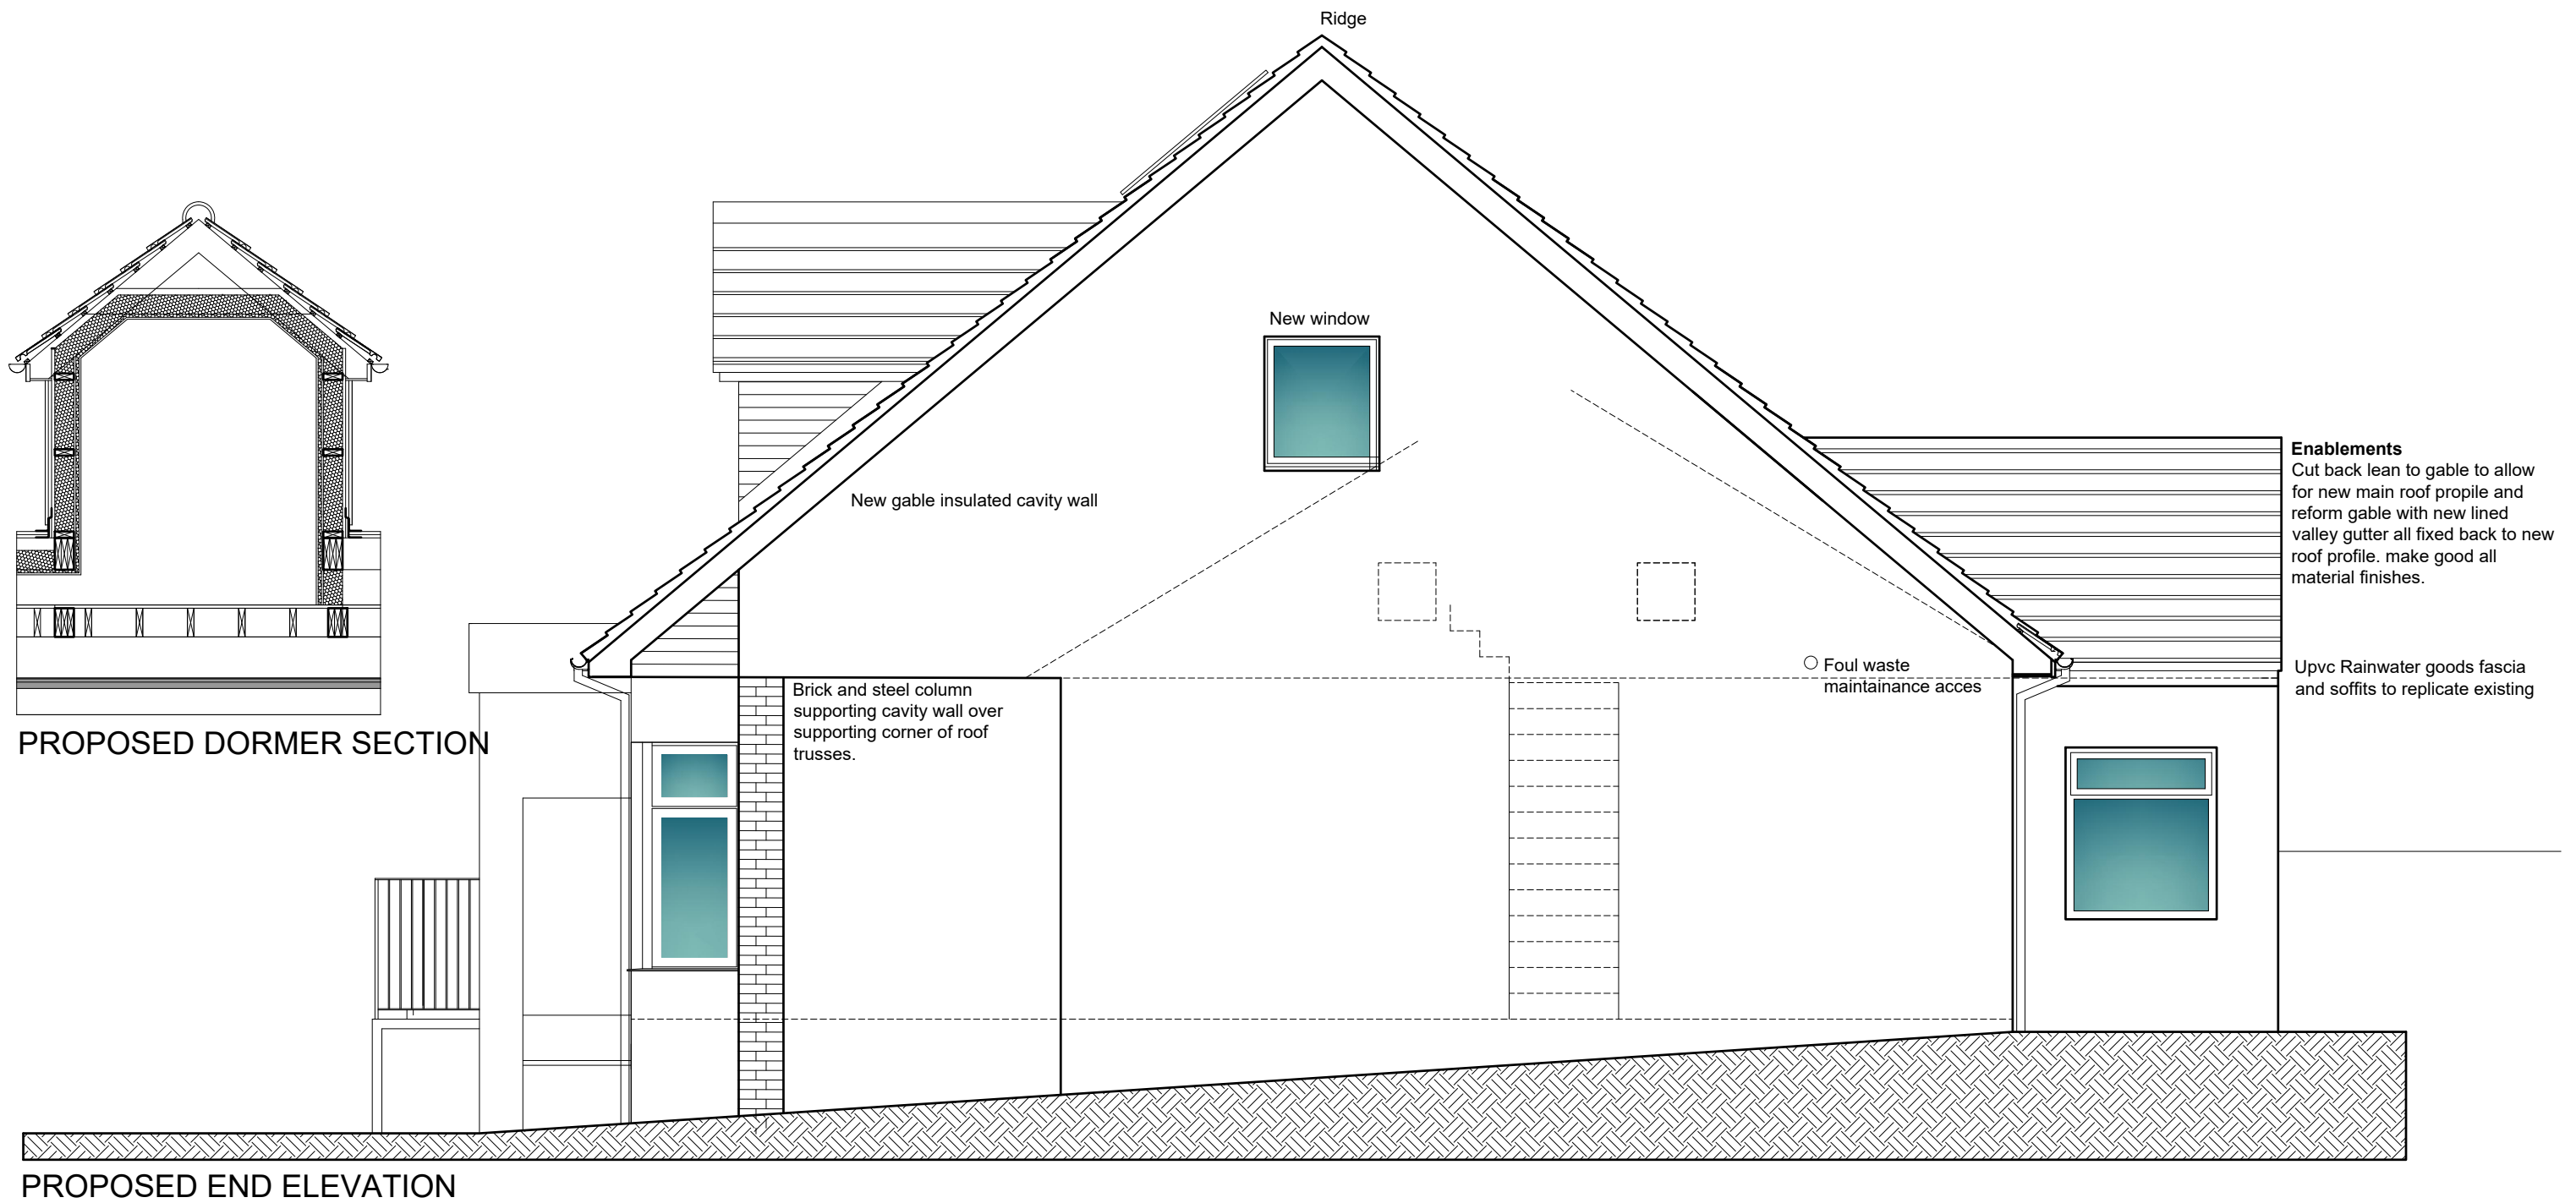 Ridge
New window
New gable insulated cavity wall
Enablements
Cut back lean to gable to allow
for new main roof propile and
reform gable with new lined
valley gutter all fixed back to new
roof profile. make good all
material finishes.
Foul waste
maintainance acces
Upvc Rainwater goods fascia
and soffits to replicate existing
Brick and steel column
supporting cavity wall over
supporting corner of roof
trusses.
PROPOSED DORMER SECTION
PROPOSED END ELEVATION